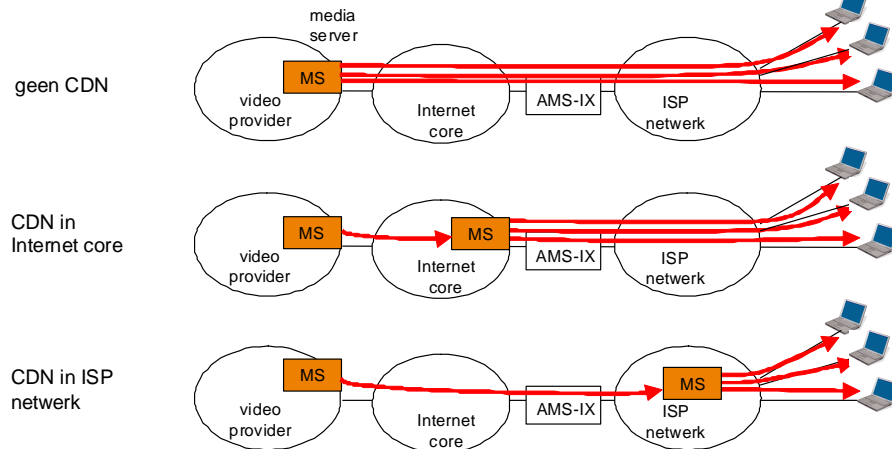 media
server
geen CDN
MS
video
provider
Internet
core
AMS-IX
ISP
netwerk
CDN in
Internet core
MS
MS
video
provider
Internet
core
AMS-IX
ISP
network
CDN in ISP
netwerk
MS
MS
video
provider
Internet
core
AMS-IX
ISP
network